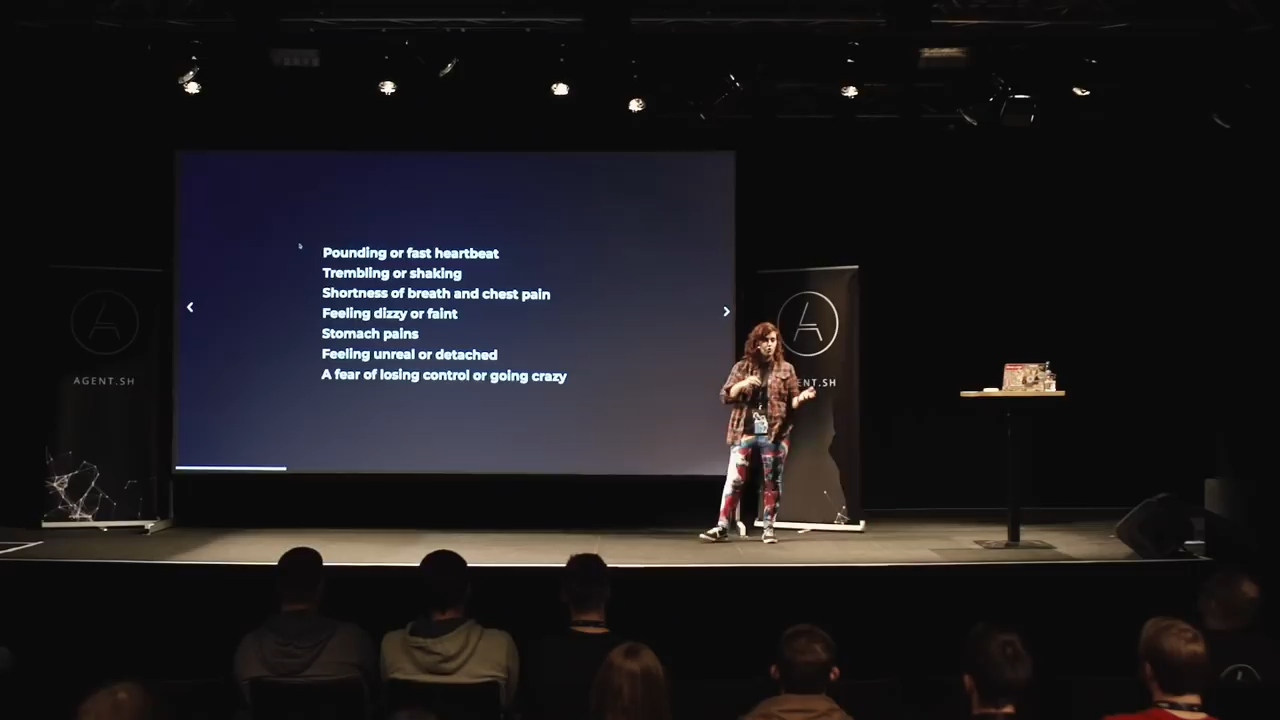 Pounding or fast heartbeat
Trembling or shaking
Shortness of breath and chest pain
Feeling dizzy or faint
Stomach pains
Feeling unreal or detached
A fear of losing control or going crazy
AGENT.SH
ENT.SH